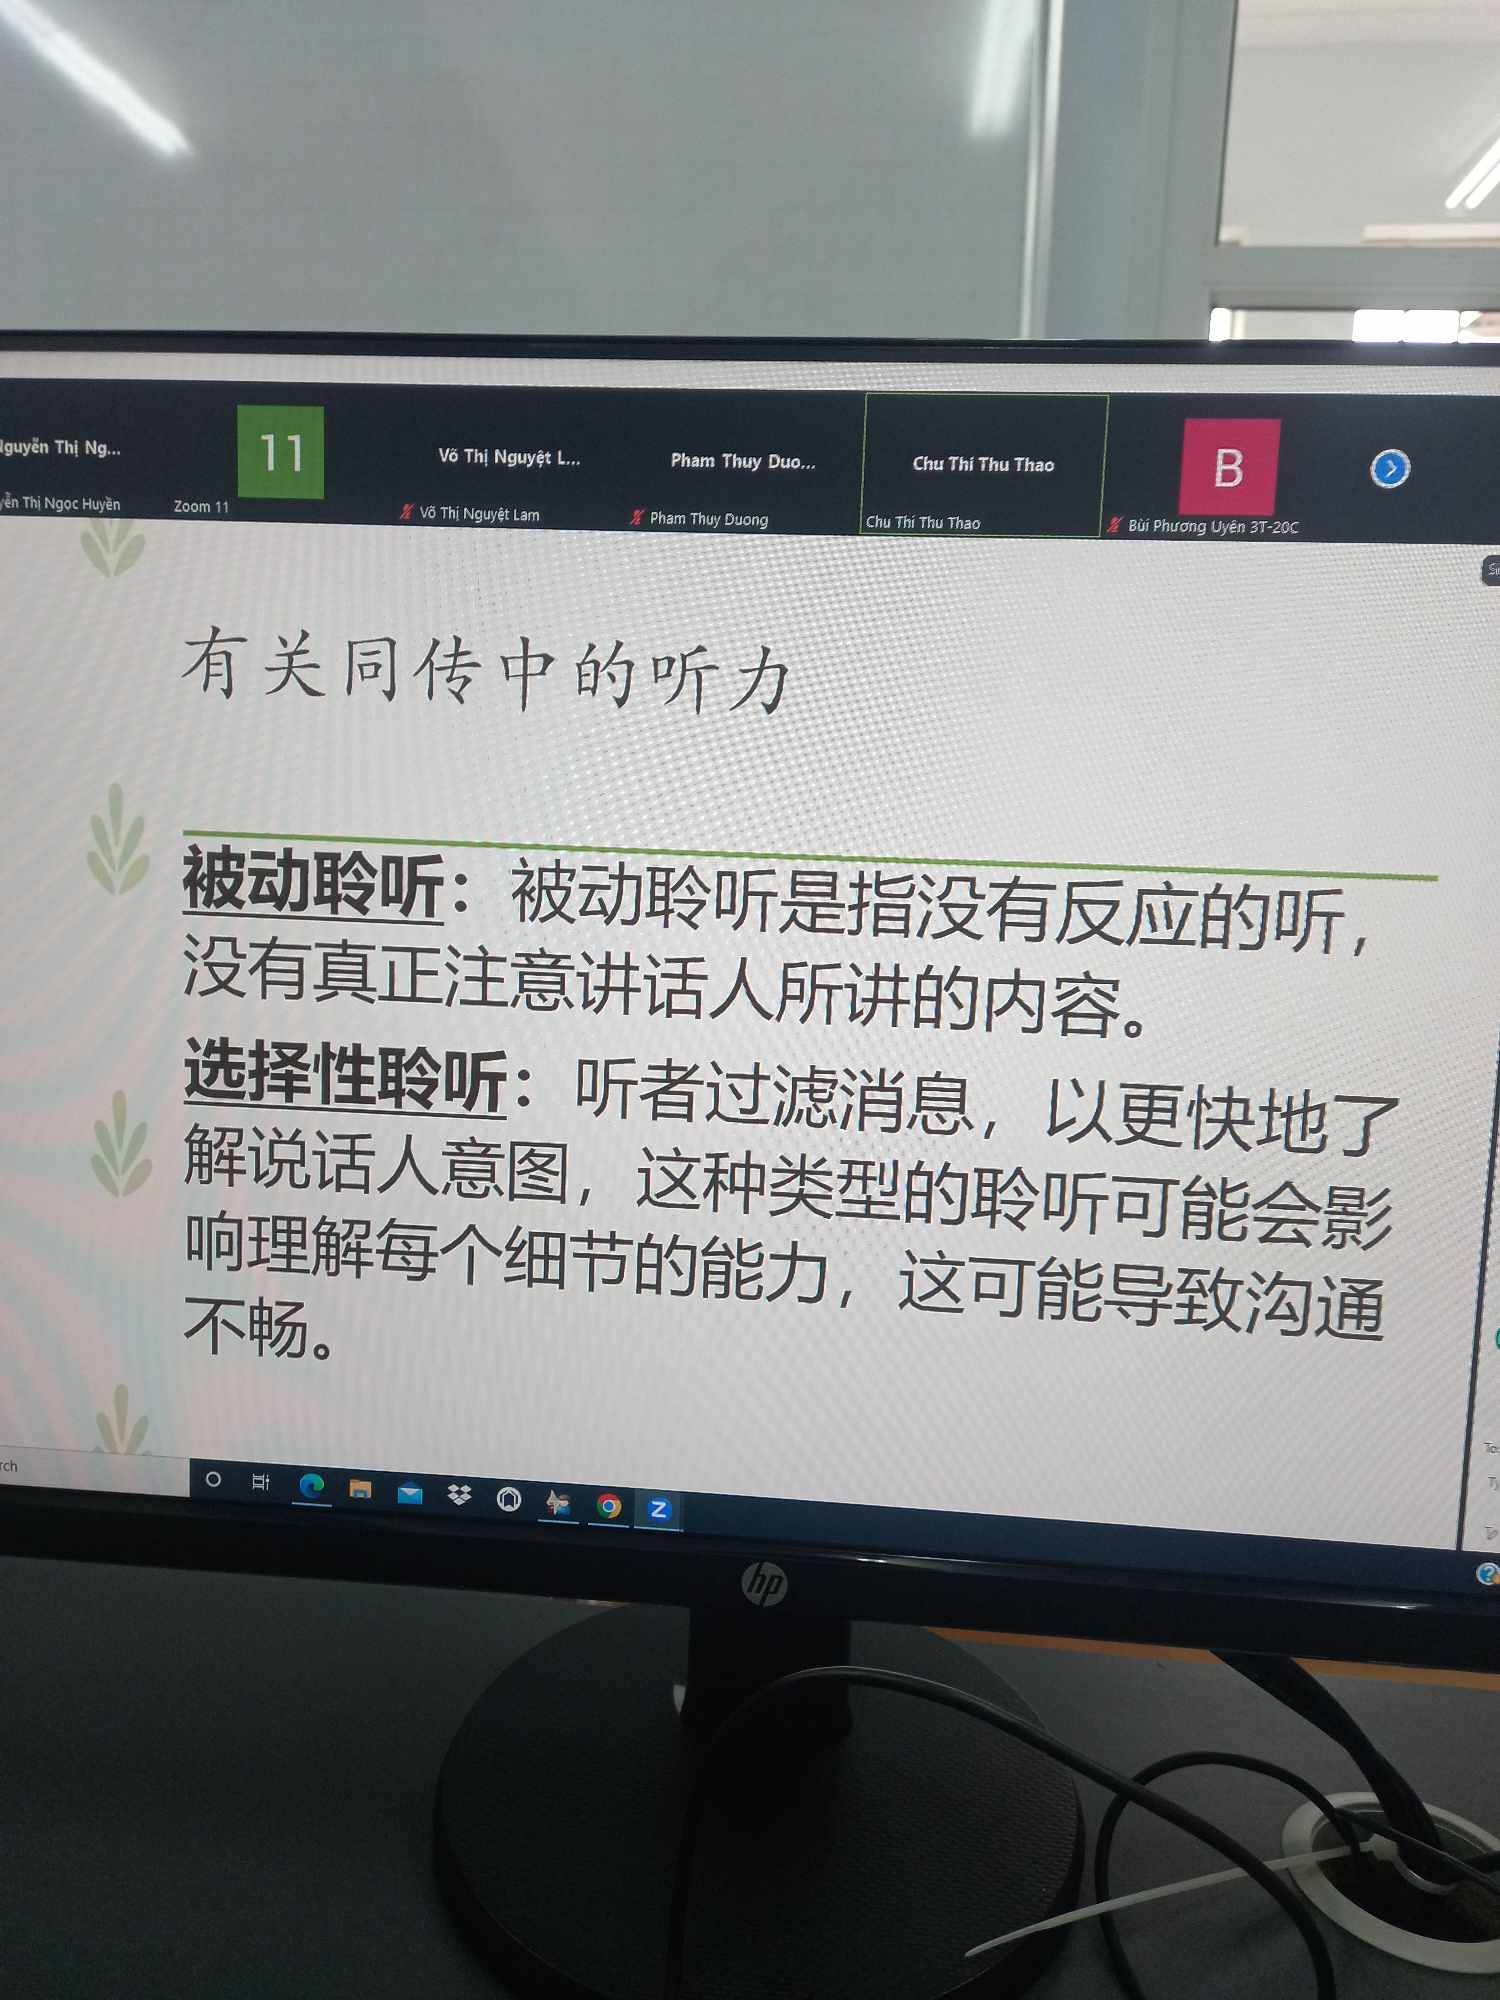 Nguyễn Thị Ng...
11
Võ Thị Nguyệt L...
Pham Thuy Duo...
Chu Thi Thu Thao
B
Thị Ngọc Huyền
Zoom 11
Võ Thị Nguyệt Lam
Pham Thuy Duong
Chu Thi Thu Thao
Bùi Phương Uyên 3T-20C
有关同传中的听力
被动聆听：被动聆听是指没有反应的听，
没有真正注意讲话人所讲的内容。
选择性聆听：听者过滤消息，以更快地了
解说话人意图，这种类型的聆听可能会影
响理解每个细节的能力，这可能导致沟通
不畅。
rch
hp